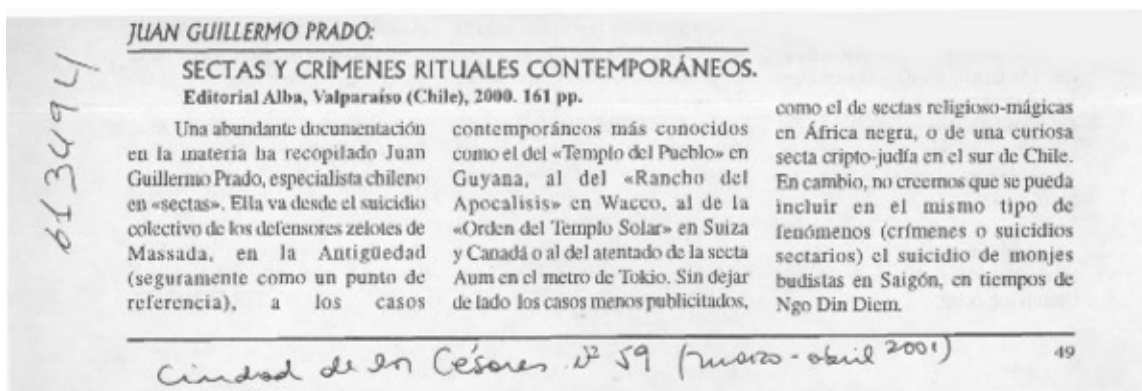 JUAN GUILLERMO PRADO:
SECTAS Y CRÍMENES RITUALES CONTEMPORÁNEOS.
Editorial Alba, Valparaíso (Chile), 2000. 161 pp.
Una abundante documentación
en la materia ha recopilado Juan
Guillermo Prado, especialista chileno
en «sectas». Ella va desde el suicidio
colectivo de los defensores zelotes de
Massada, en la Antigüedad
(seguramente como un punto de
referencia), a los casos
contemporáneos más conocidos
como el del «Templo del Pueblo» en
Guyana, al del «Rancho del
Apocalisis» en Wacco, al de la
«Orden del Templo Solar» en Suiza
y Canadá o al del atentado de la secta
Aum en el metro de Tokio. Sin dejar
de lado los casos menos publicitados,
como el de sectas religioso-mágicas
en África negra, o de una curiosa
secta cripto-judía en el sur de Chile.
En cambio, no creemos que se pueda
incluir en el mismo tipo de
fenómenos (crímenes o suicidios
sectarios) el suicidio de monjes
budistas en Saigón, en tiempos de
Ngo Din Diem.
49
Ciudad de los Césares Nº 59 (marzo-abril 2001)